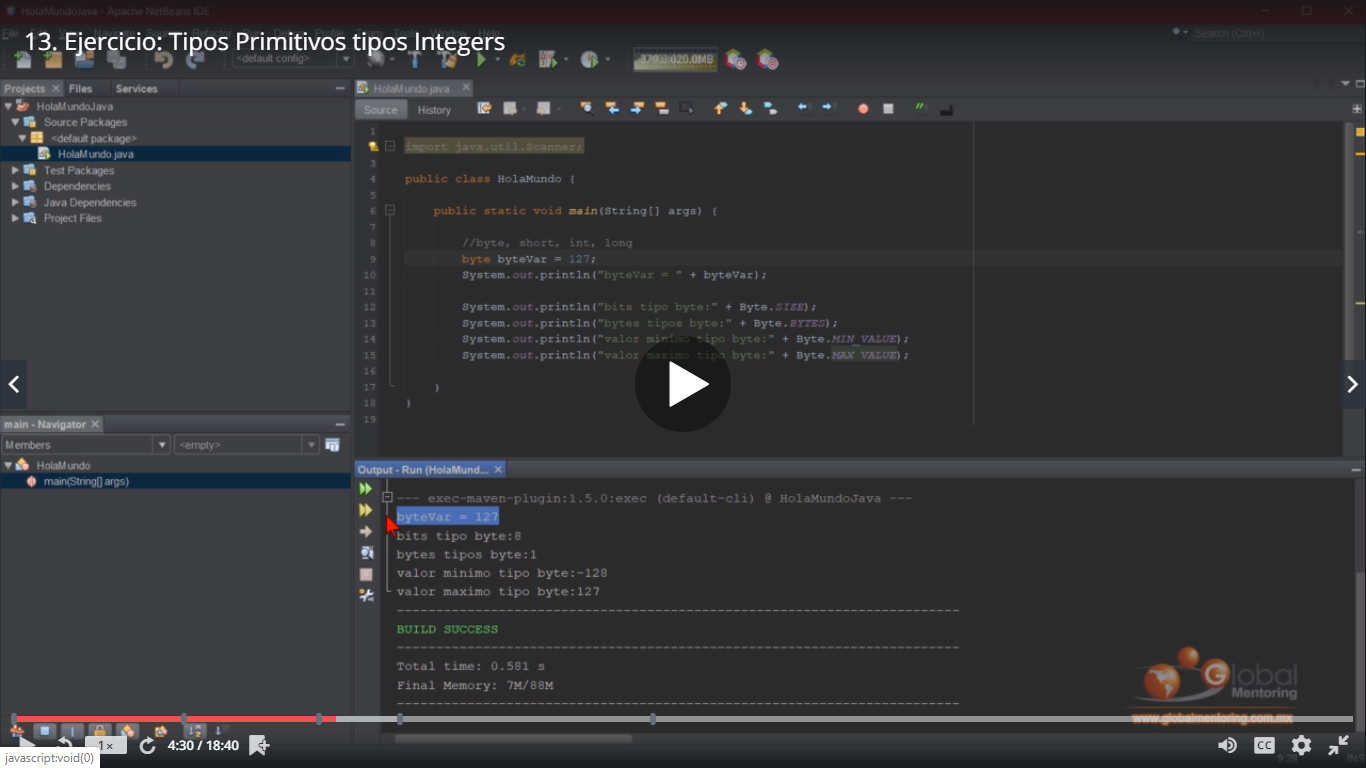 HolaMundoJava - Apache NetBeans IDE
13. Ejercicio: Tipos Primitivos tipos Integers
Search (Ctrl+I)
<default config>
Projects
Files
Services
HolaMundoJava
Source Packages
<default package>
HolaMundo.java
Test Packages
Dependencies
Java Dependencies
Project Files
HolaMundo.java
Source
History
1
import java.util.Scanner;
3
4 public class HolaMundo {
5
6 public static void main(String[] args) {
7
8 //byte, short, int, long
9 byte byteVar = 127;
10 System.out.println("byteVar = " + byteVar);
11
12 System.out.println("bits tipo byte:" + Byte.SIZE);
13 System.out.println("bytes tipos byte:" + Byte.BYTES);
14 System.out.println("valor minimo tipo byte:" + Byte.MIN_VALUE);
15 System.out.println("valor maximo tipo byte:" + Byte.MAX_VALUE);
16
17 }
18 }
19
main - Navigator
Members
<empty>
HolaMundo
main(String[] args)
Output - Run (HolaMund...
--- exec-maven-plugin:1.5.0:exec (default-cli) @ HolaMundoJava ---
byteVar = 127
bits tipo byte:8
bytes tipos byte:1
valor minimo tipo byte:-128
valor maximo tipo byte:127
------------------------------------------------------------------------
BUILD SUCCESS
------------------------------------------------------------------------
Total time: 0.581 s
Final Memory: 7M/88M
------------------------------------------------------------------------
Global
Mentoring
www.globalmentoring.com.mx
1×
4:30 / 18:40
CC
9:28
INS
javascript:void(0)